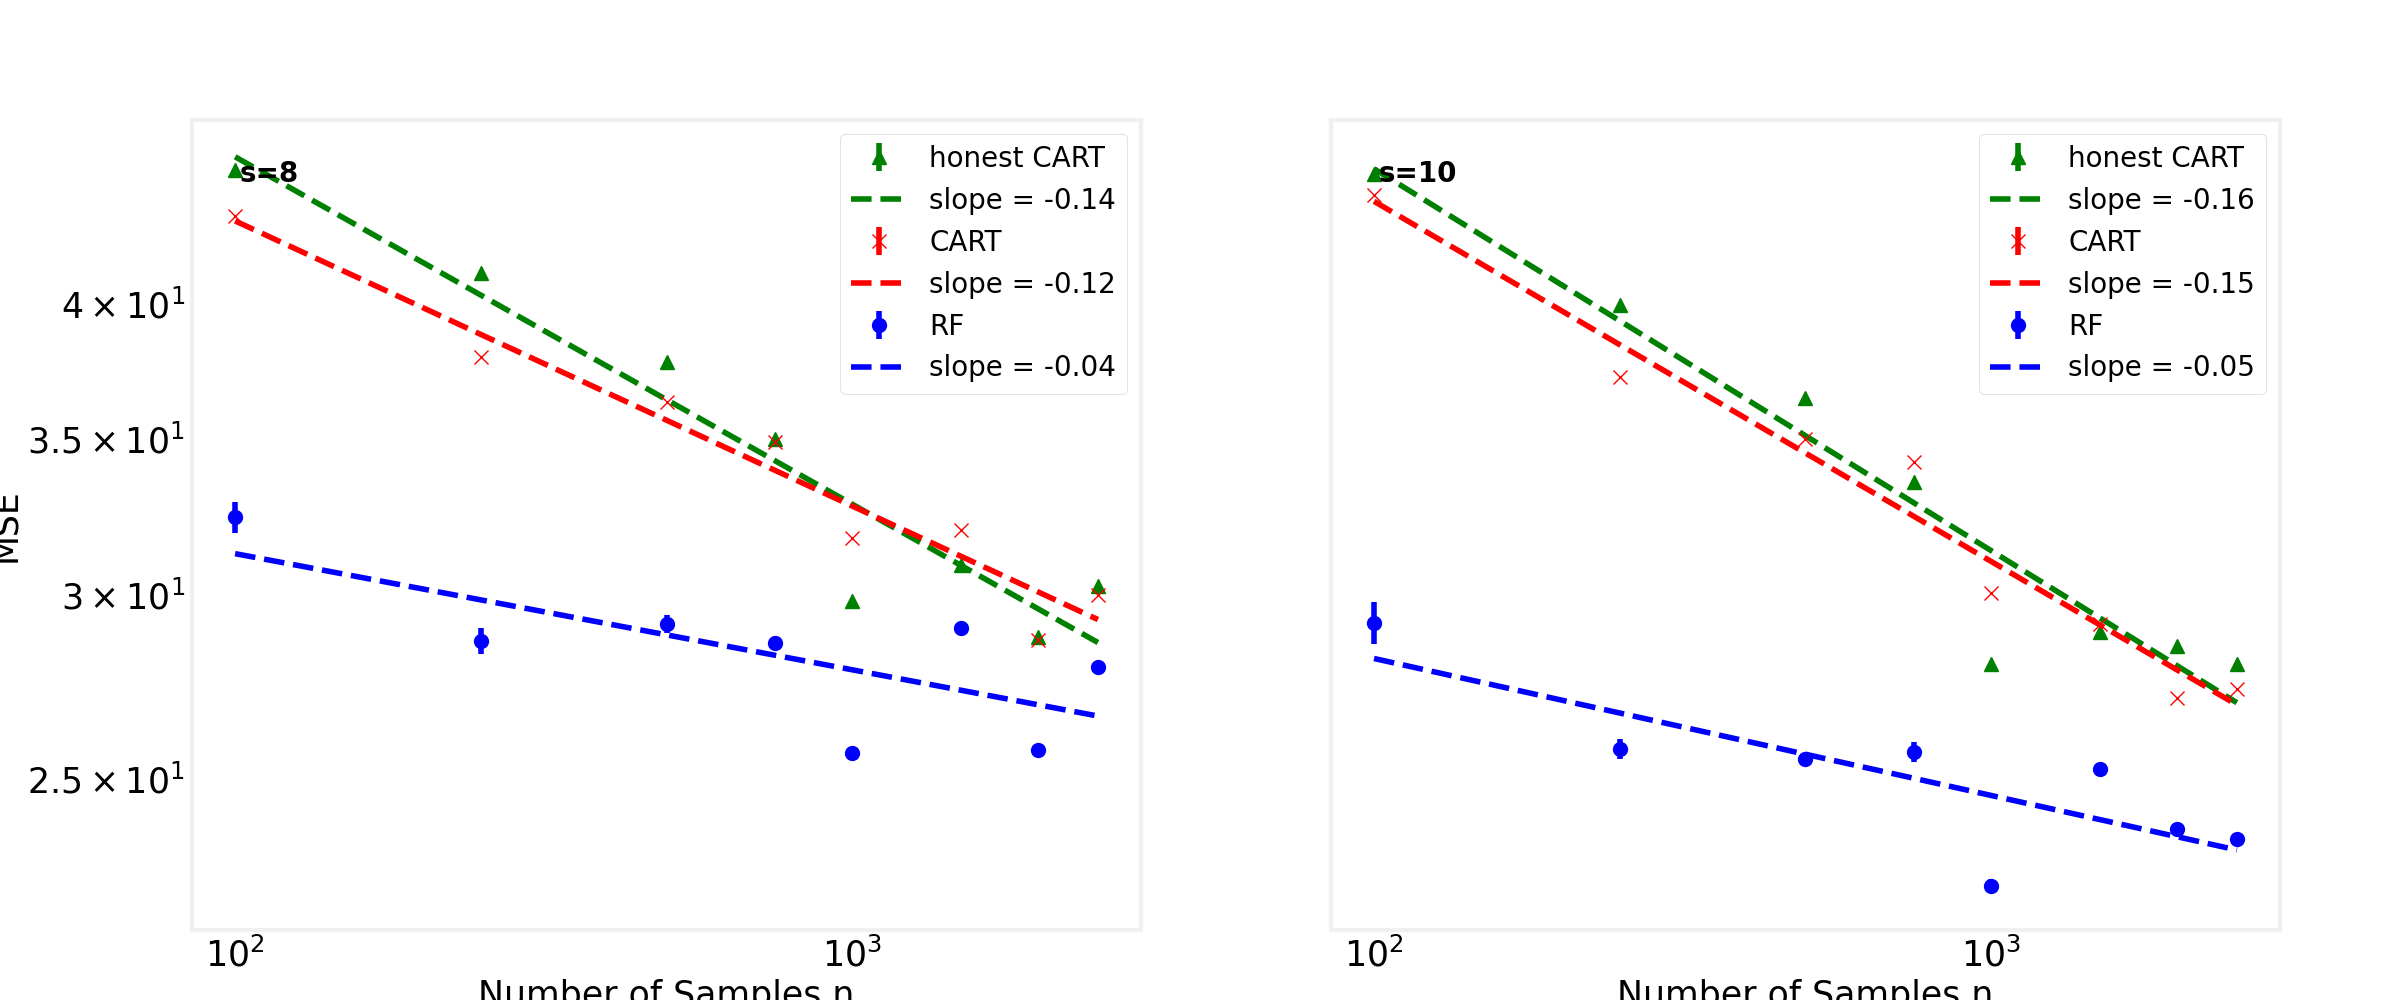 s=8
honest CART
slope = -0.14
CART
slope = -0.12
RF
slope = -0.04
4 × 10¹
3.5 × 10¹
3 × 10¹
2.5 × 10¹
MSE
10² 10³
Number of Samples n
s=10
honest CART
slope = -0.16
CART
slope = -0.15
RF
slope = -0.05
10² 10³
Number of Samples n